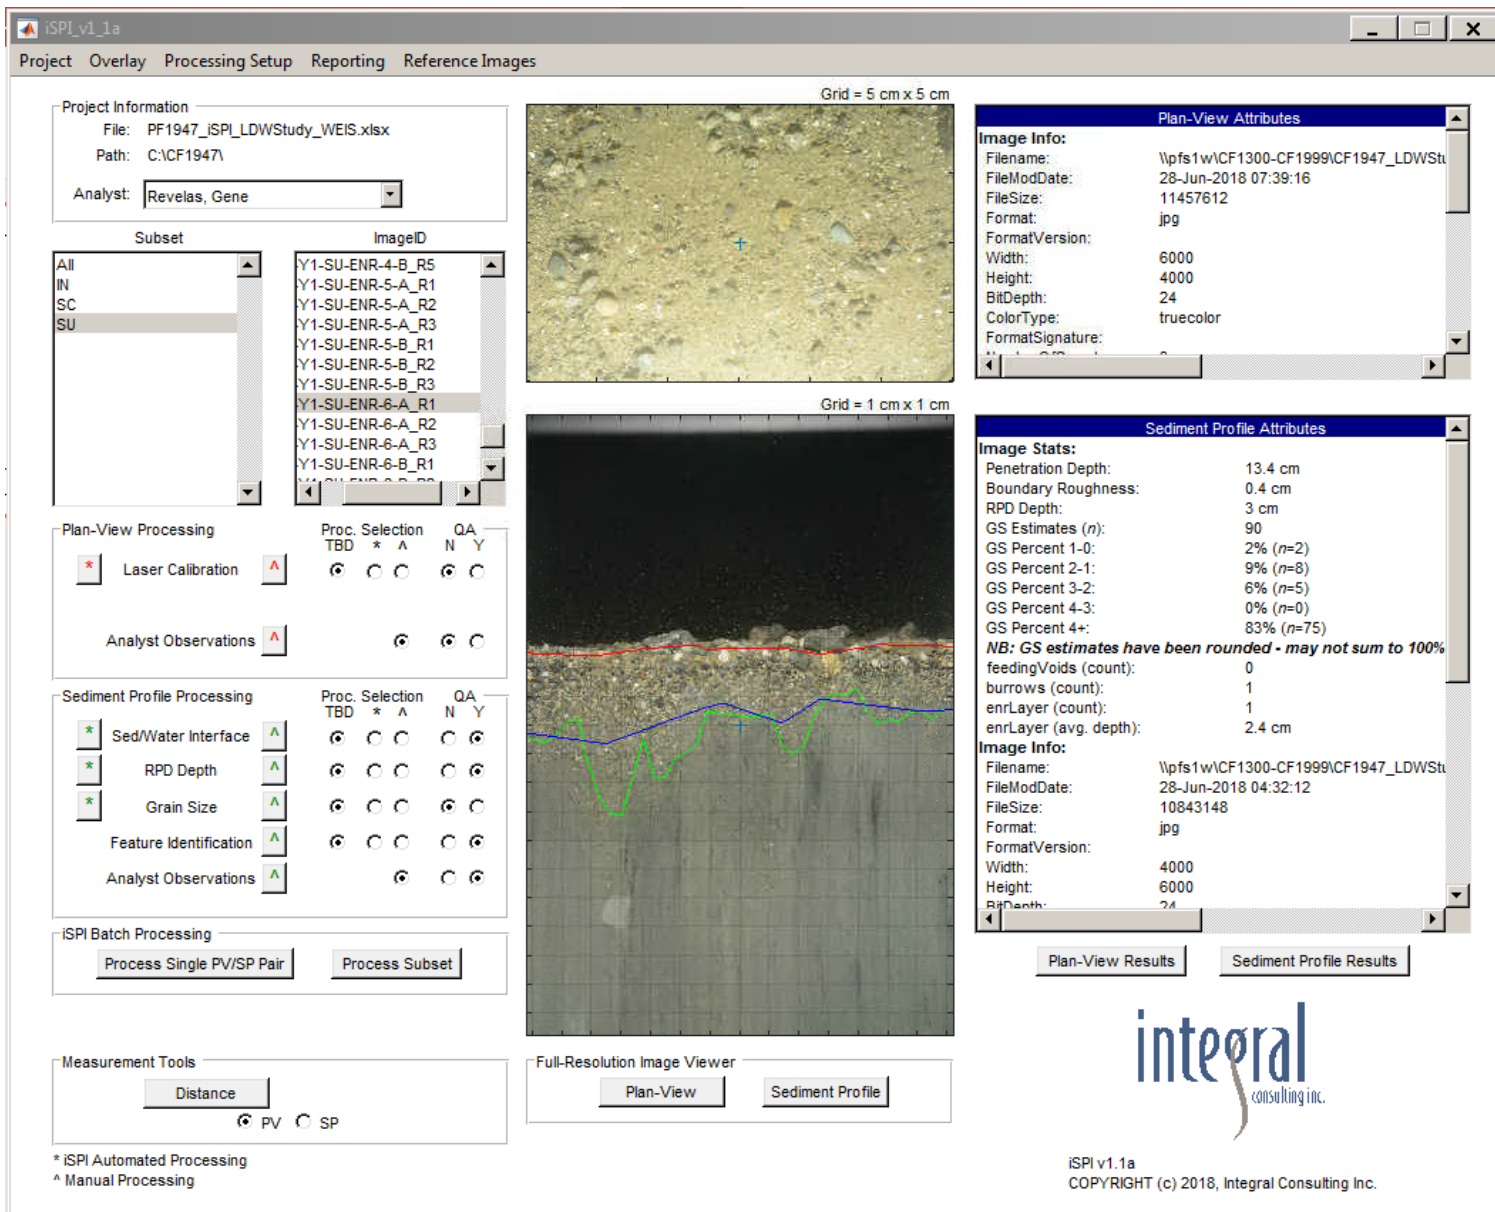 iSPI_v1_1a
Project Overlay Processing Setup Reporting Reference Images
Project Information
File: PF1947_iSPI_LDWStudy_WEIS.xlsx
Path: C:\CF1947\
Analyst: Revelas, Gene
Subset
All
IN
SC
SU
ImageID
-Y1-SU-ENR-4-B_R5
-Y1-SU-ENR-5-A_R1
-Y1-SU-ENR-5-A_R2
-Y1-SU-ENR-5-A_R3
-Y1-SU-ENR-5-B_R1
-Y1-SU-ENR-5-B_R2
-Y1-SU-ENR-5-B_R3
-Y1-SU-ENR-6-A_R1
-Y1-SU-ENR-6-A_R2
-Y1-SU-ENR-6-A_R3
-Y1-SU-ENR-6-B_R1
Plan-View Processing
Proc. Selection QA
TBD * ^ N Y
* Laser Calibration ^
Analyst Observations ^
Sediment Profile Processing
Proc. Selection QA
TBD * ^ N Y
* Sed/Water Interface ^
* RPD Depth ^
* Grain Size ^
Feature Identification ^
Analyst Observations ^
iSPI Batch Processing
Process Single PV/SP Pair Process Subset
Measurement Tools
Distance
PV SP
* iSPI Automated Processing
^ Manual Processing
Grid = 5 cm x 5 cm
Grid = 1 cm x 1 cm
Full-Resolution Image Viewer
Plan-View Sediment Profile
Plan-View Attributes
Image Info:
Filename: \\pfs1w\CF1300-CF1999\CF1947_LDWStu
FileModDate: 28-Jun-2018 07:39:16
FileSize: 11457612
Format: jpg
FormatVersion:
Width: 6000
Height: 4000
BitDepth: 24
ColorType: truecolor
FormatSignature:
Sediment Profile Attributes
Image Stats:
Penetration Depth: 13.4 cm
Boundary Roughness: 0.4 cm
RPD Depth: 3 cm
GS Estimates (n): 90
GS Percent 1-0: 2% (n=2)
GS Percent 2-1: 9% (n=8)
GS Percent 3-2: 6% (n=5)
GS Percent 4-3: 0% (n=0)
GS Percent 4+: 83% (n=75)
NB: GS estimates have been rounded - may not sum to 100%
feedingVoids (count): 0
burrows (count): 1
enrLayer (count): 1
enrLayer (avg. depth): 2.4 cm
Image Info:
Filename: \\pfs1w\CF1300-CF1999\CF1947_LDWStu
FileModDate: 28-Jun-2018 04:32:12
FileSize: 10843148
Format: jpg
FormatVersion:
Width: 4000
Height: 6000
BitDepth: 24
Plan-View Results Sediment Profile Results
integral
consulting inc.
iSPI v1.1a
COPYRIGHT (c) 2018, Integral Consulting Inc.